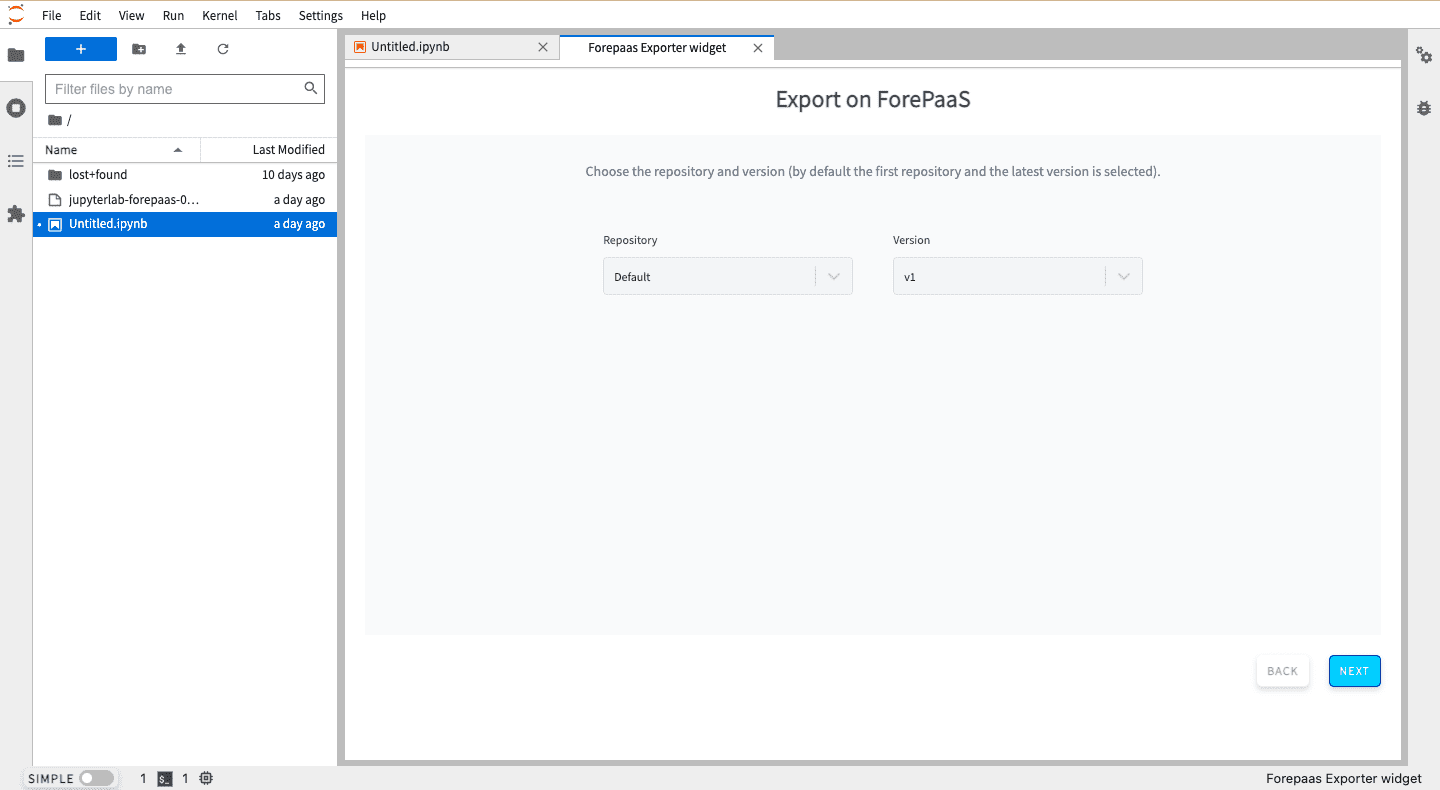 File Edit View Run Kernel Tabs Settings Help
Filter files by name
/
Name Last Modified
lost+found 10 days ago
jupyterlab-forepaas-0... a day ago
Untitled.ipynb a day ago
Untitled.ipynb
Forepaas Exporter widget
Export on ForePaaS
Choose the repository and version (by default the first repository and the latest version is selected).
Repository Version
Default v1
BACK NEXT
SIMPLE 1 $_ 1 Forepaas Exporter widget